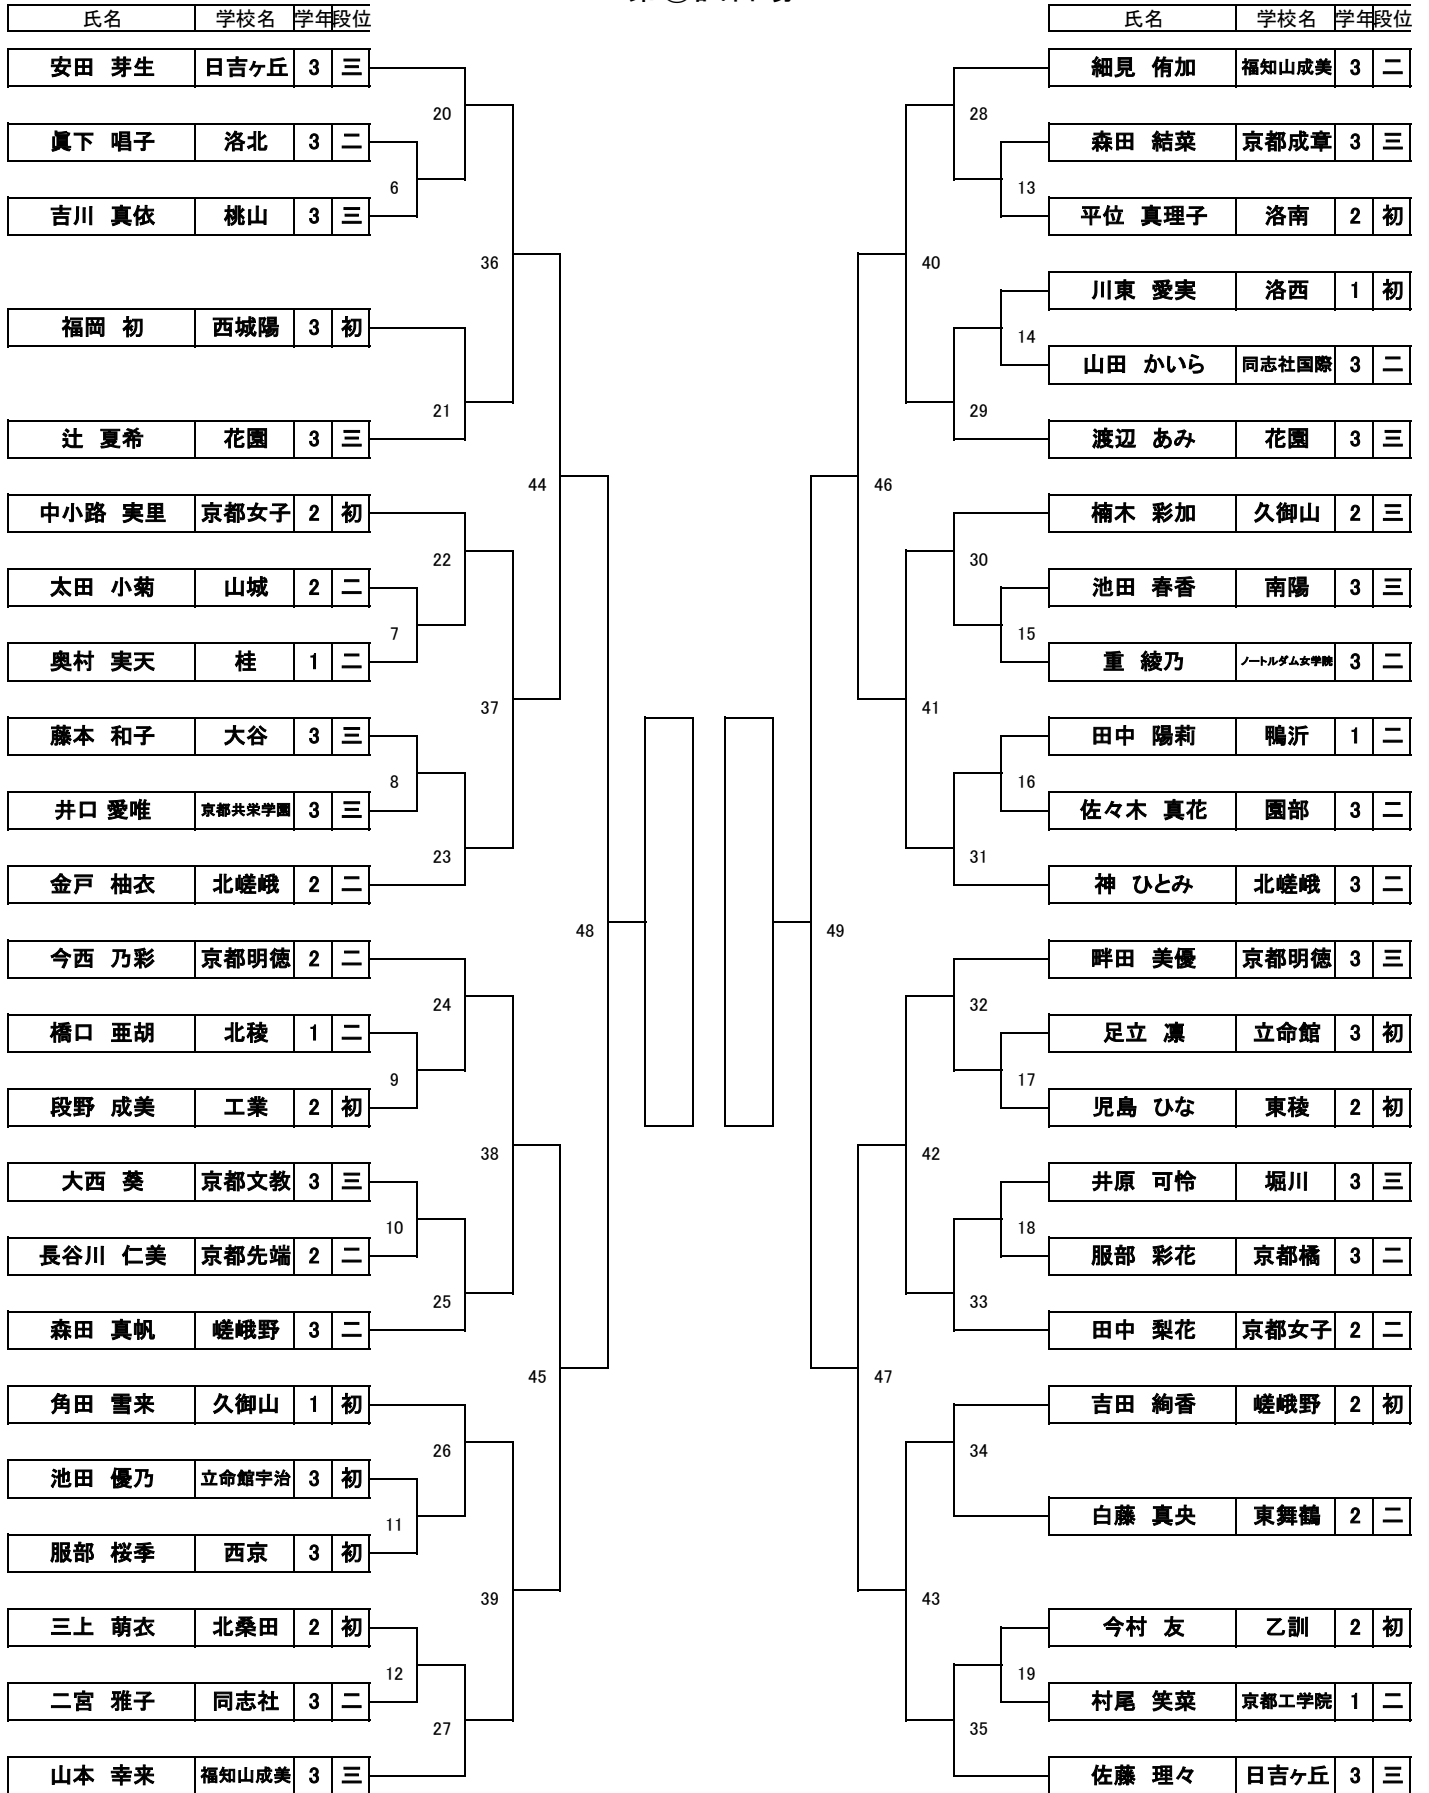 氏名 学校名 学年 段位
安田 芽生 日吉ヶ丘 3 三
20
眞下 唱子 洛北 3 二
6
吉川 真依 桃山 3 三
36
福岡 初 西城陽 3 初
21
辻 夏希 花園 3 三
44
中小路 実里 京都女子 2 初
22
太田 小菊 山城 2 二
7
奥村 実天 桂 1 二
37
藤本 和子 大谷 3 三
8
井口 愛唯 京都共栄学園 3 三
23
金戸 柚衣 北嵯峨 2 二
48
今西 乃彩 京都明徳 2 二
24
橋口 亜胡 北稜 1 二
9
段野 成美 工業 2 初
38
大西 葵 京都文教 3 三
10
長谷川 仁美 京都先端 2 二
25
森田 真帆 嵯峨野 3 二
45
角田 雪来 久御山 1 初
26
池田 優乃 立命館宇治 3 初
11
服部 桜季 西京 3 初
39
三上 萌衣 北桑田 2 初
12
二宮 雅子 同志社 3 二
27
山本 幸来 福知山成美 3 三
氏名 学校名 学年 段位
細見 侑加 福知山成美 3 二
28
森田 結菜 京都成章 3 三
13
平位 真理子 洛南 2 初
40
川東 愛実 洛西 1 初
14
山田 かいら 同志社国際 3 二
29
渡辺 あみ 花園 3 三
46
楠木 彩加 久御山 2 三
30
池田 春香 南陽 3 三
15
重 綾乃 ノートルダム女学院 3 二
41
田中 陽莉 鴨沂 1 二
16
佐々木 真花 園部 3 二
31
神 ひとみ 北嵯峨 3 二
49
畔田 美優 京都明徳 3 三
32
足立 凛 立命館 3 初
17
児島 ひな 東稜 2 初
42
井原 可怜 堀川 3 三
18
服部 彩花 京都橘 3 二
33
田中 梨花 京都女子 2 二
47
吉田 絢香 嵯峨野 2 初
34
白藤 真央 東舞鶴 2 二
43
今村 友 乙訓 2 初
19
村尾 笑菜 京都工学院 1 二
35
佐藤 理々 日吉ヶ丘 3 三